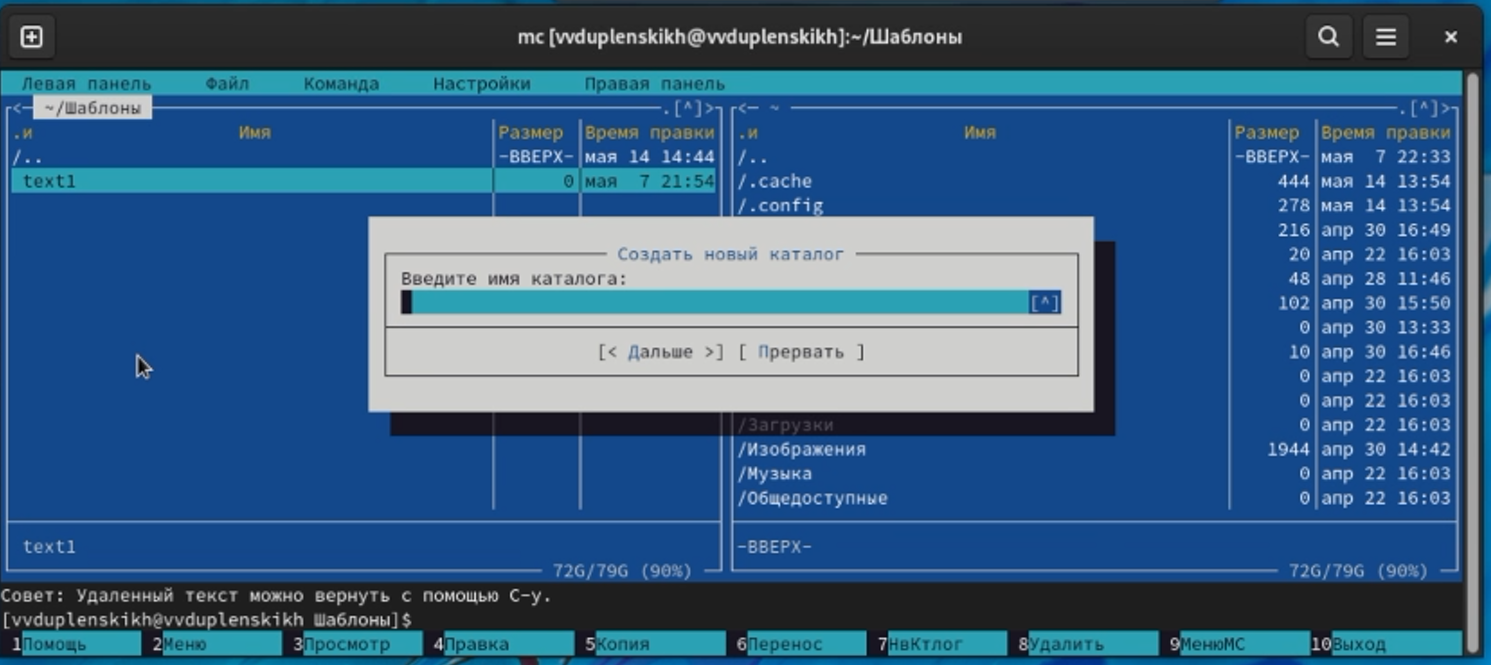 mc [vvduplenskikh@vvduplenskikh]:~/Шаблоны
Левая панель Файл Команда Настройки Правая панель
<─ ~/Шаблоны .[^]> <─ ~ .[^]>
.и Имя Размер Время правки .и Имя Размер Время правки
/.. -ВВЕРХ- мая 14 14:44 /.. -ВВЕРХ- мая 7 22:33
text1 0 мая 7 21:54 /.cache 444 мая 14 13:54
/.config 278 мая 14 13:54
216 апр 30 16:49
Создать новый каталог 20 апр 22 16:03
Введите имя каталога: 48 апр 28 11:46
[^] 102 апр 30 15:50
0 апр 30 13:33
[< Дальше >] [ Прервать ] 10 апр 30 16:46
0 апр 22 16:03
0 апр 22 16:03
/Загрузки 0 апр 22 16:03
/Изображения 1944 апр 30 14:42
/Музыка 0 апр 22 16:03
/Общедоступные 0 апр 22 16:03
text1 -ВВЕРХ-
72G/79G (90%) 72G/79G (90%)
Совет: Удаленный текст можно вернуть с помощью C-y.
[vvduplenskikh@vvduplenskikh Шаблоны]$
1Помощь 2Меню 3Просмотр 4Правка 5Копия 6Перенос 7НвКтлог 8Удалить 9МенюМС 10Выход